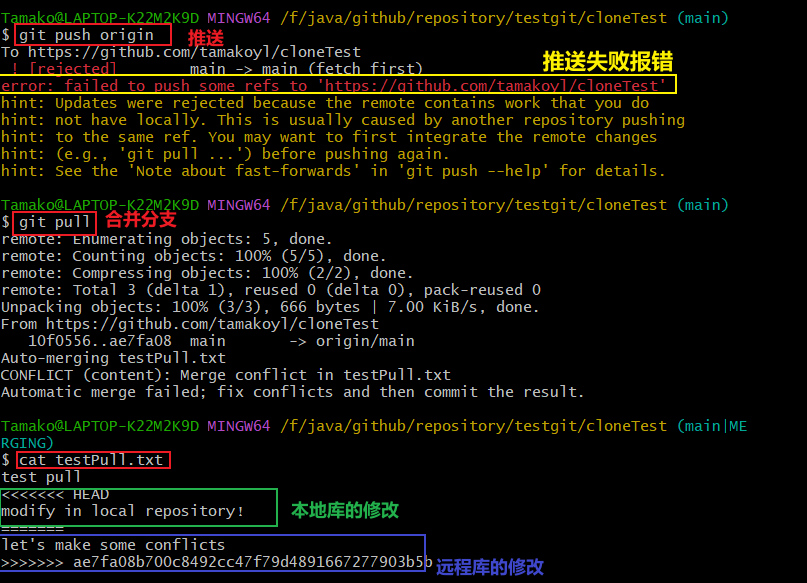 Tamako@LAPTOP-K22M2K9D MINGW64 /f/java/github/repository/testgit/cloneTest (main)
$ git push origin 推送
To https://github.com/tamakoyl/cloneTest
! [rejected] main -> main (fetch first) 推送失败报错
error: failed to push some refs to 'https://github.com/tamakoyl/cloneTest'
hint: Updates were rejected because the remote contains work that you do
hint: not have locally. This is usually caused by another repository pushing
hint: to the same ref. You may want to first integrate the remote changes
hint: (e.g., 'git pull ...') before pushing again.
hint: See the 'Note about fast-forwards' in 'git push --help' for details.
Tamako@LAPTOP-K22M2K9D MINGW64 /f/java/github/repository/testgit/cloneTest (main)
$ git pull 合并分支
remote: Enumerating objects: 5, done.
remote: Counting objects: 100% (5/5), done.
remote: Compressing objects: 100% (2/2), done.
remote: Total 3 (delta 1), reused 0 (delta 0), pack-reused 0
Unpacking objects: 100% (3/3), 666 bytes | 7.00 KiB/s, done.
From https://github.com/tamakoyl/cloneTest
10f0556..ae7fa08 main -> origin/main
Auto-merging testPull.txt
CONFLICT (content): Merge conflict in testPull.txt
Automatic merge failed; fix conflicts and then commit the result.
Tamako@LAPTOP-K22M2K9D MINGW64 /f/java/github/repository/testgit/cloneTest (main|ME
RGING)
$ cat testPull.txt
test pull
<<<<<<< HEAD
modify in local repository! 本地库的修改
=======
let's make some conflicts
>>>>>>> ae7fa08b700c8492cc47f79d4891667277903b5b 远程库的修改